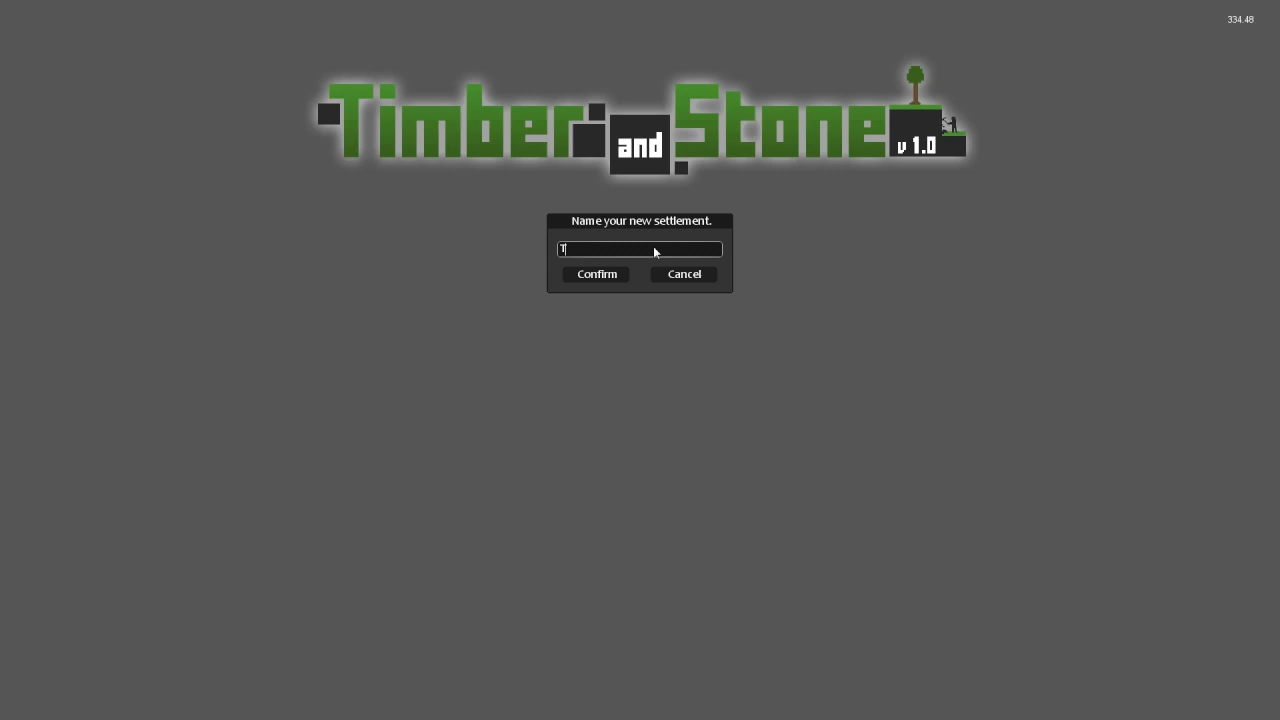 334.48
Timber and Stone
v 1.0
Name your new settlement.
T
Confirm Cancel